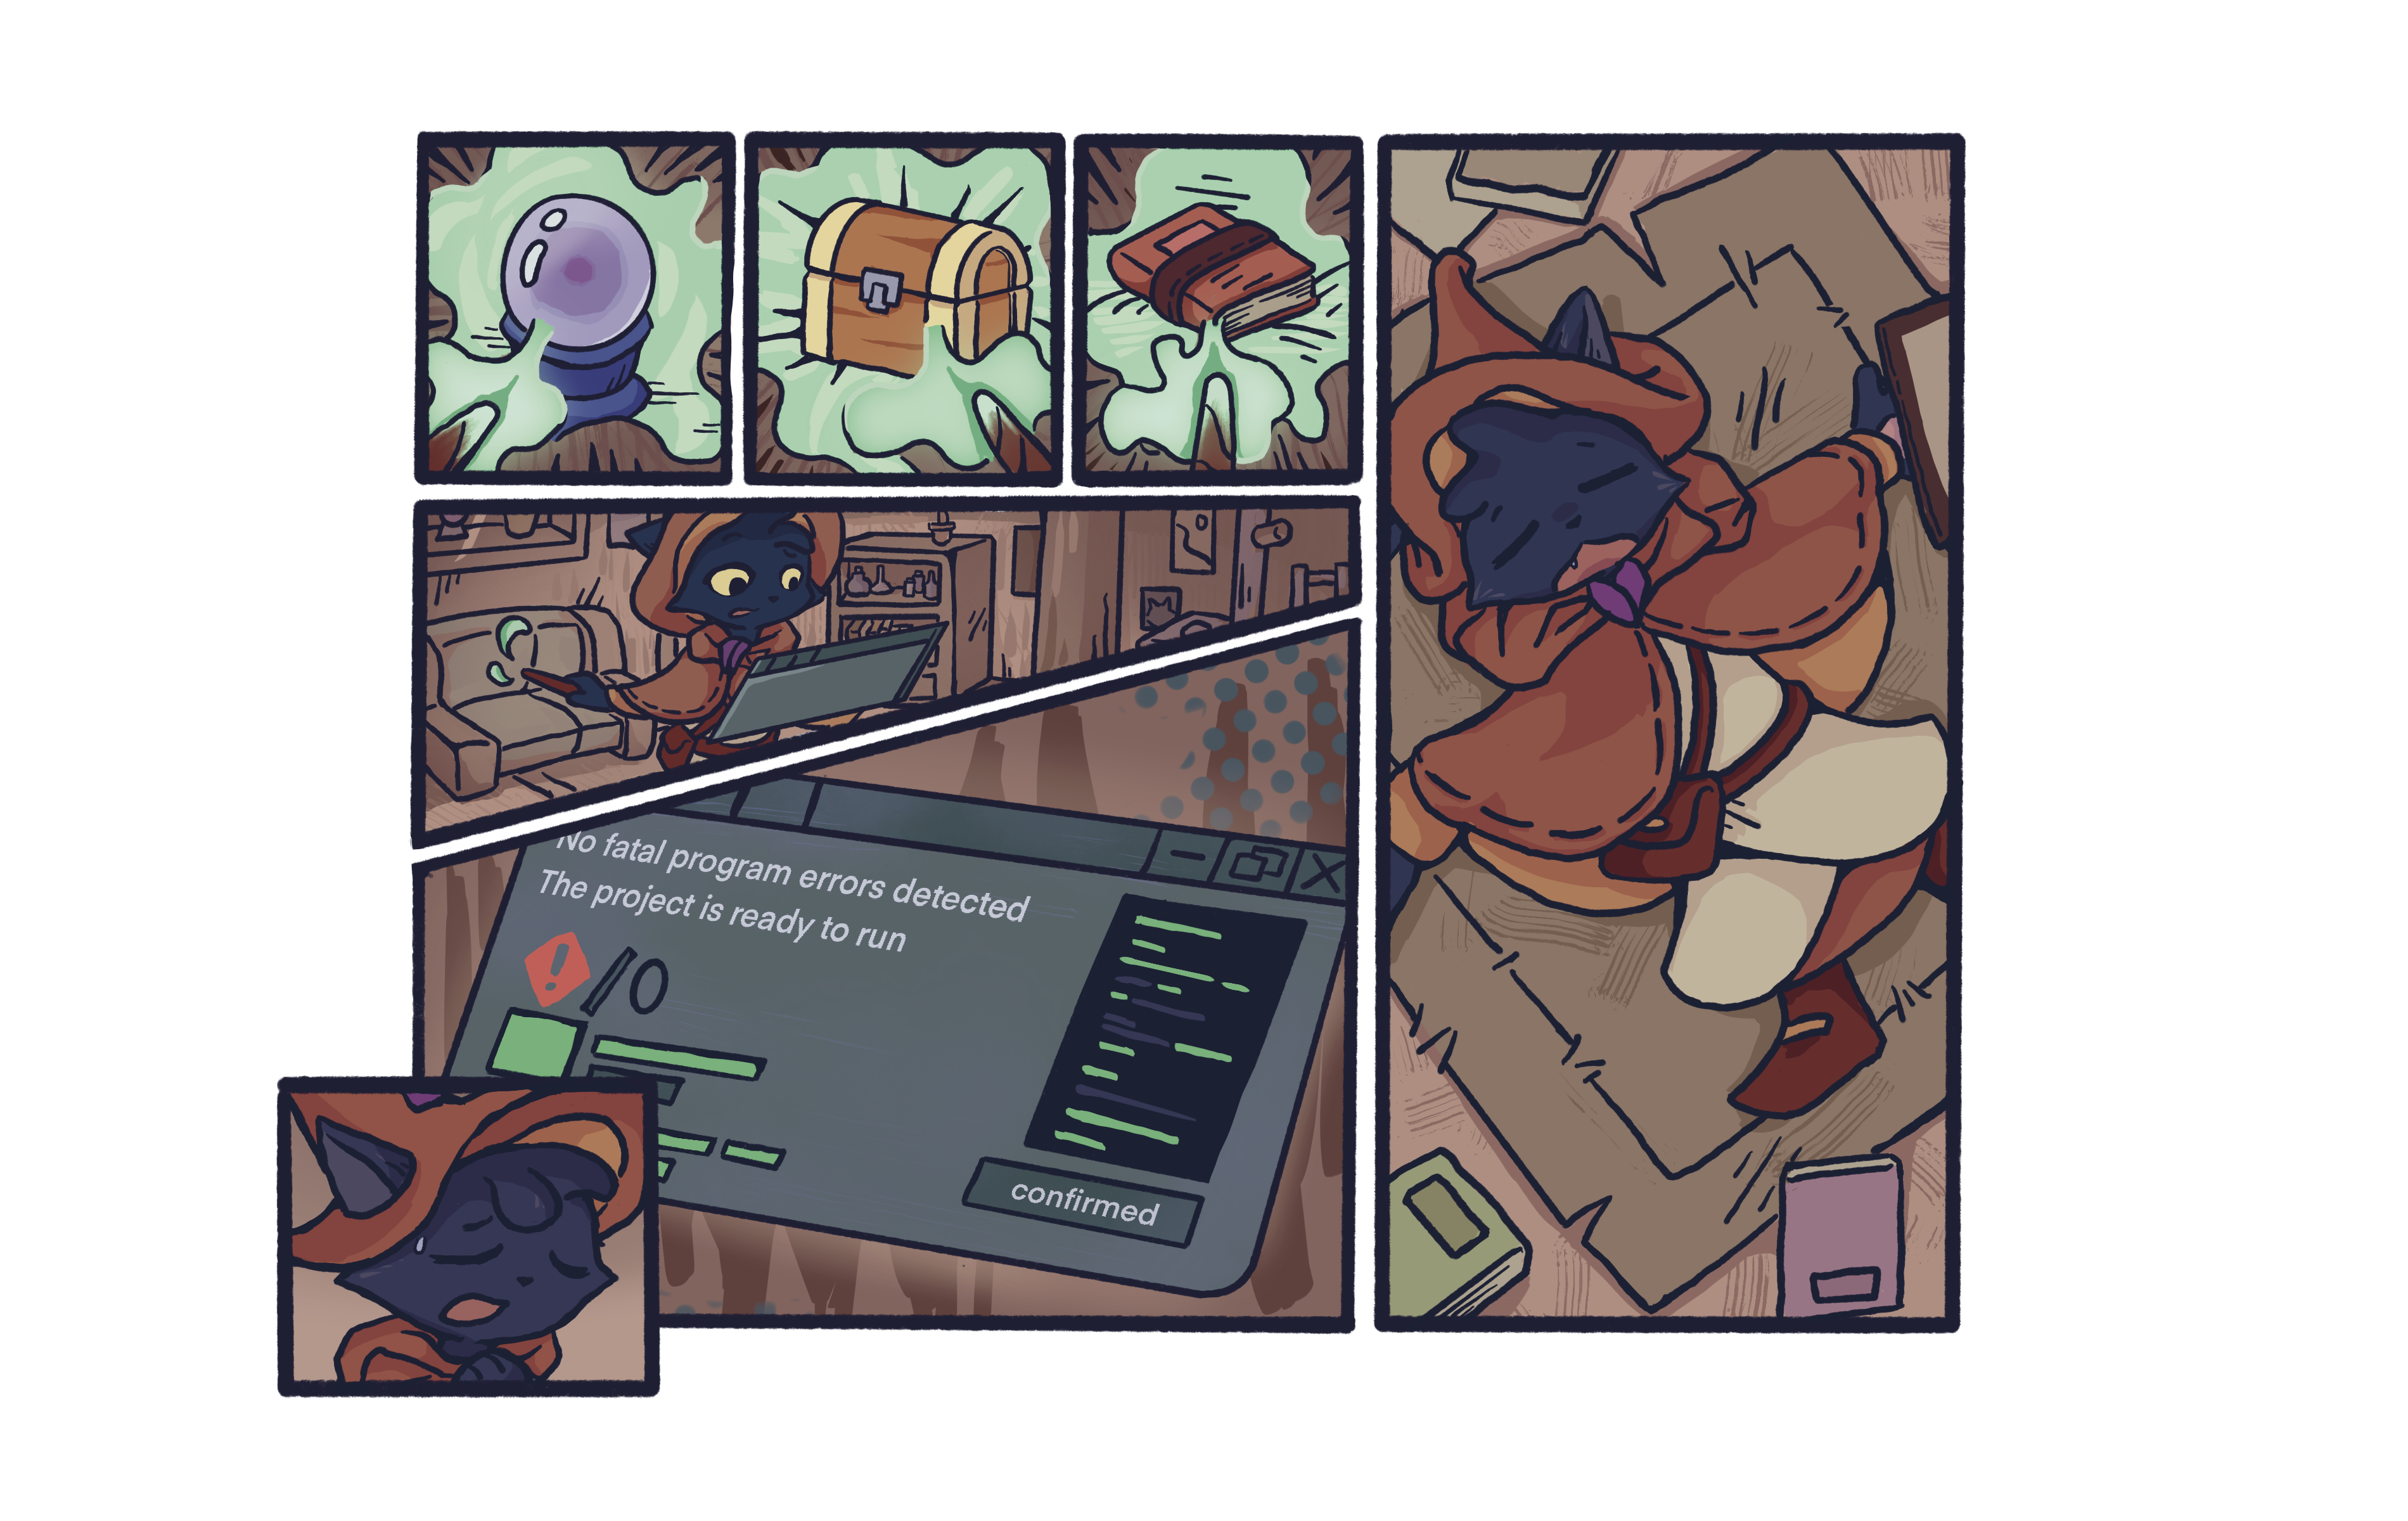 No fatal program errors detected
The project is ready to run
! /0
confirmed